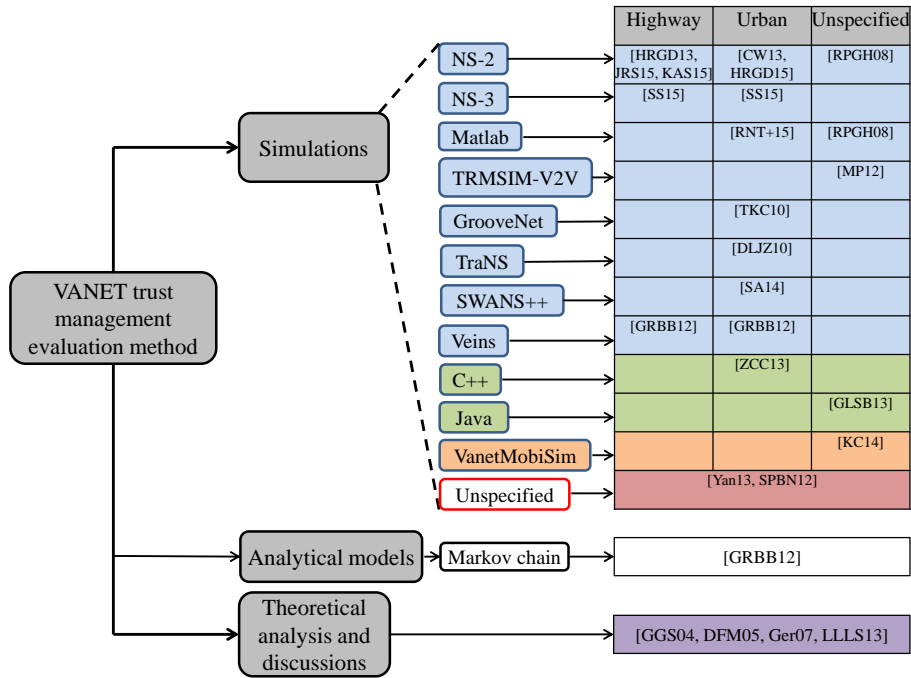 Highway Urban Unspecified
NS-2 [HRGD13, [CW13, [RPGH08]
JRS15, KAS15] HRGD15]
NS-3 [SS15] [SS15]
Simulations
Matlab [RNT+15] [RPGH08]
TRMSIM-V2V [MP12]
GrooveNet [TKC10]
TraNS [DLJZ10]
SWANS++ [SA14]
VANET trust
management
evaluation method
Veins [GRBB12] [GRBB12]
C++ [ZCC13]
Java [GLSB13]
VanetMobiSim [KC14]
Unspecified [Yan13, SPBN12]
Analytical models Markov chain [GRBB12]
Theoretical
analysis and
discussions
[GGS04, DFM05, Ger07, LLLS13]